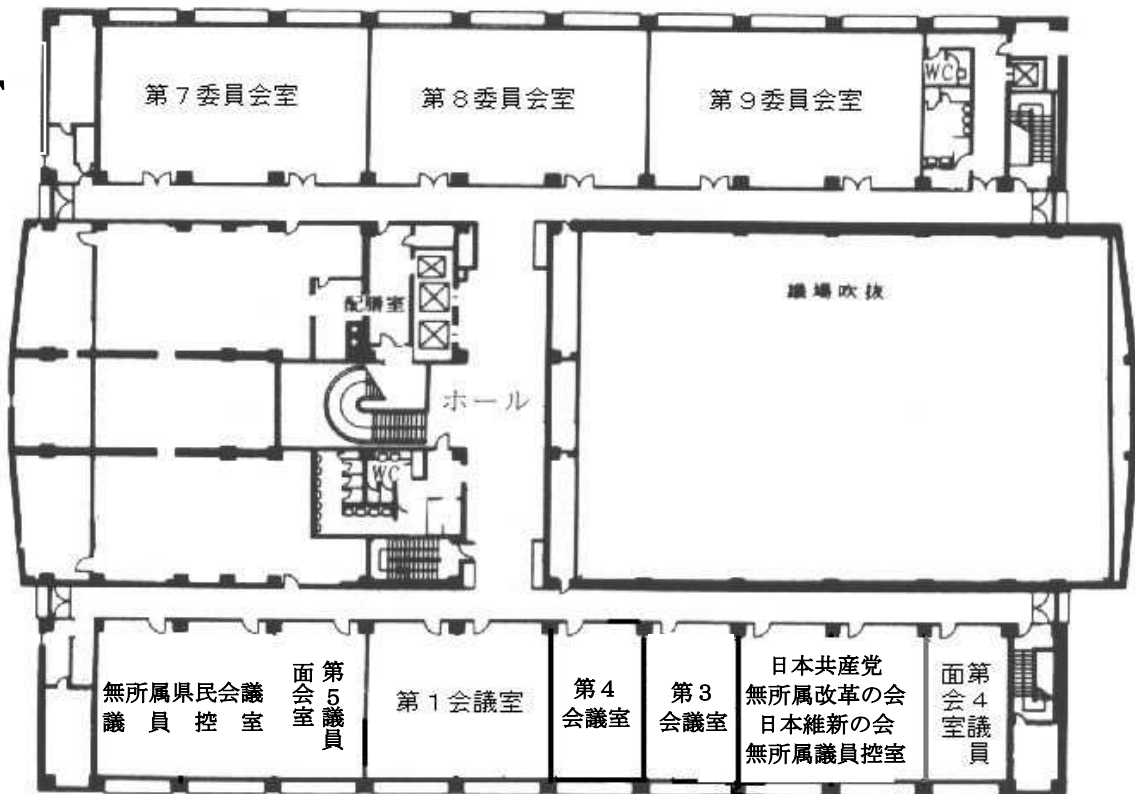 第７委員会室
第８委員会室
第９委員会室
WC
配膳室
議場吹抜
ホール
WC
無所属県民会議
議員控室
第５議員
面会室
第１会議室
第４
会議室
第３
会議室
日本共産党
無所属改革の会
日本維新の会
無所属議員控室
第４議員
面会室